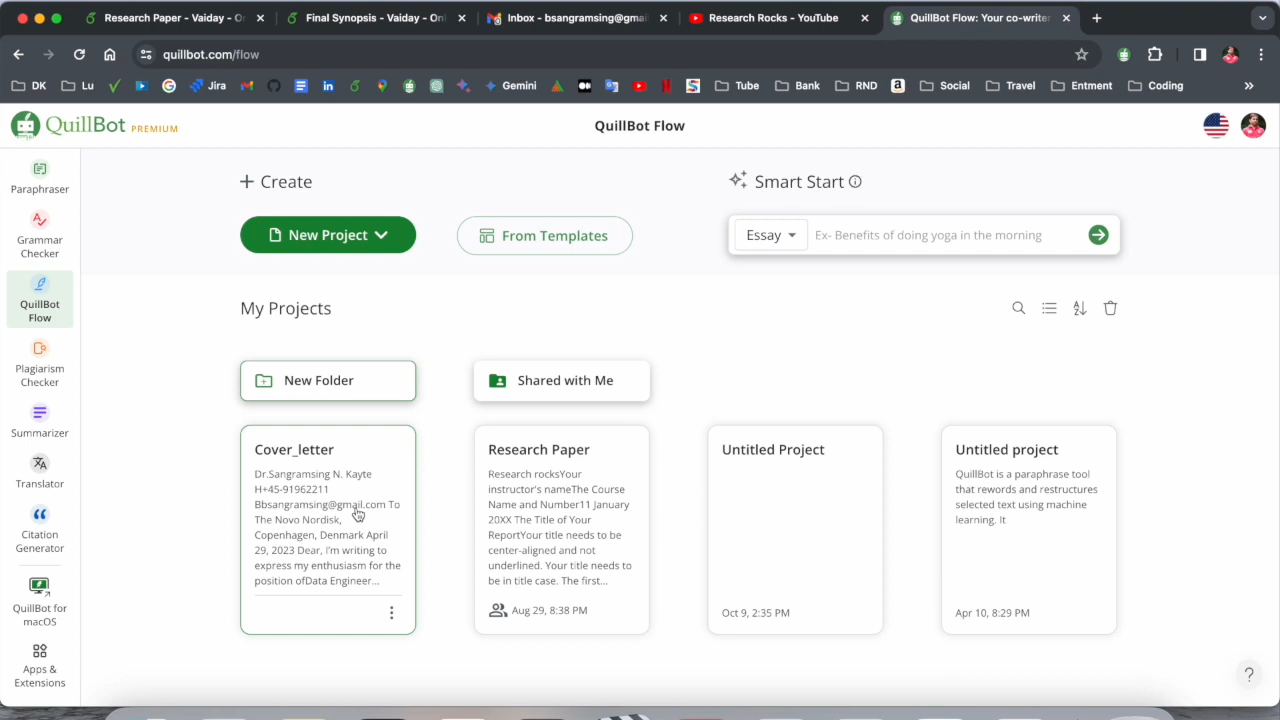 Research Paper - Vaiday - O
Final Synopsis - Vaiday - Onl
Inbox - bsangramsing@gmai
Research Rocks - YouTube
QuillBot Flow: Your co-writer
quillbot.com/flow
DK
Lu
Jira
Gemini
Tube
Bank
RND
Social
Travel
Entment
Coding
QuillBot PREMIUM
QuillBot Flow
Paraphraser
Grammar
Checker
QuillBot
Flow
Plagiarism
Checker
Summarizer
Translator
Citation
Generator
QuillBot for
macOS
Apps &
Extensions
+ Create
Smart Start
New Project
From Templates
Essay
Ex- Benefits of doing yoga in the morning
My Projects
New Folder
Shared with Me
Cover_letter
Dr.Sangramsing N. Kayte
H+45-91962211
Bbsangramsing@gmail.com To
The Novo Nordisk,
Copenhagen, Denmark April
29, 2023 Dear, I'm writing to
express my enthusiasm for the
position ofData Engineer...
Research Paper
Research rocksYour
instructor's nameThe Course
Name and Number11 January
20XX The Title of Your
ReportYour title needs to be
center-aligned and not
underlined. Your title needs to
be in title case. The first...
Aug 29, 8:38 PM
Untitled Project
Oct 9, 2:35 PM
Untitled project
QuillBot is a paraphrase tool
that rewords and restructures
selected text using machine
learning. It
Apr 10, 8:29 PM
?